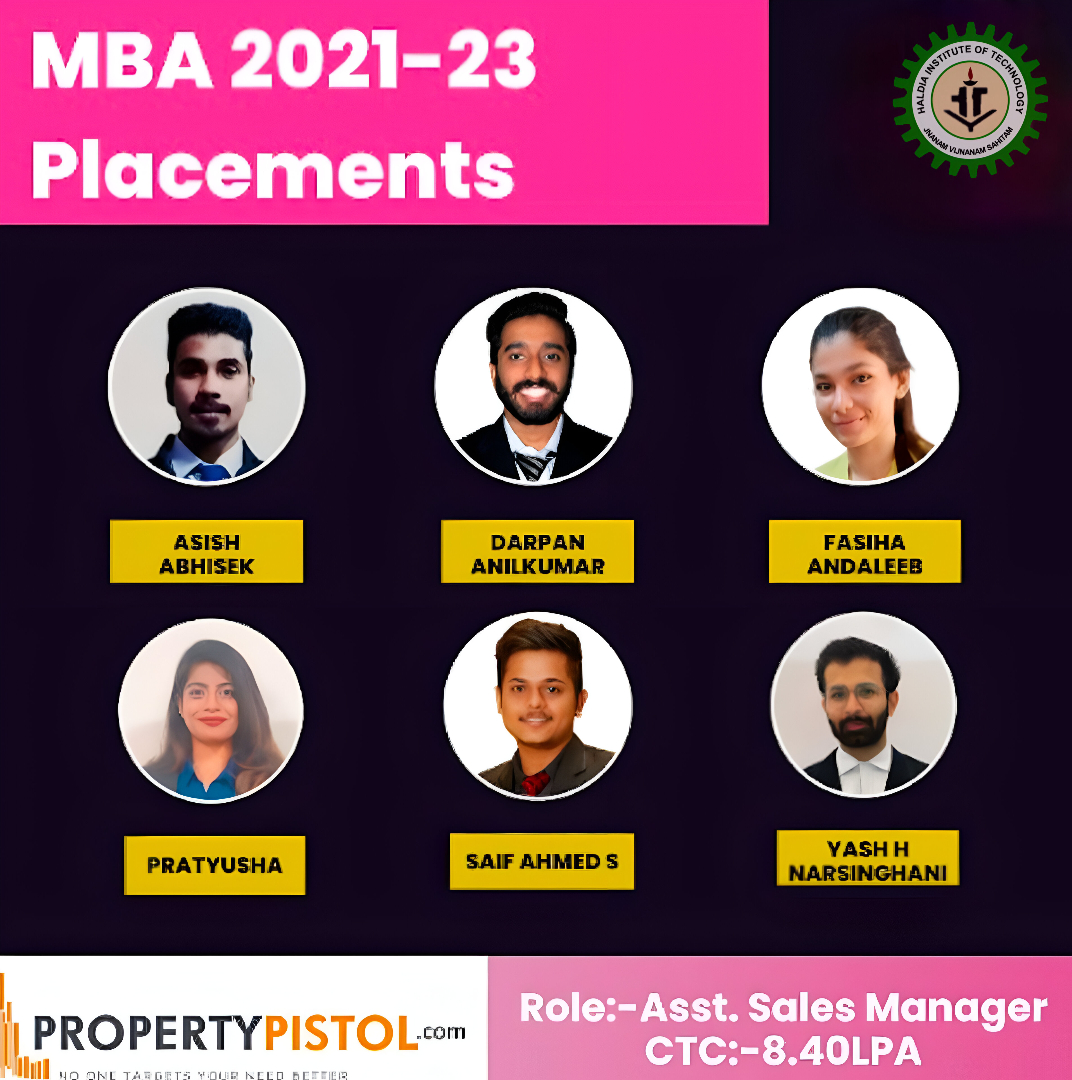 MBA 2021-23
Placements
HALDIA INSTITUTE OF TECHNOLOGY
JNANAM VIJNANAM SAHITAM
ASISH
ABHISEK
DARPAN
ANILKUMAR
FASIHA
ANDALEEB
PRATYUSHA
SAIF AHMED S
YASH H
NARSINGHANI
PROPERTYPISTOL.com
NO ONE TARGETS YOUR NEED BETTER
Role:-Asst. Sales Manager
CTC:-8.40LPA